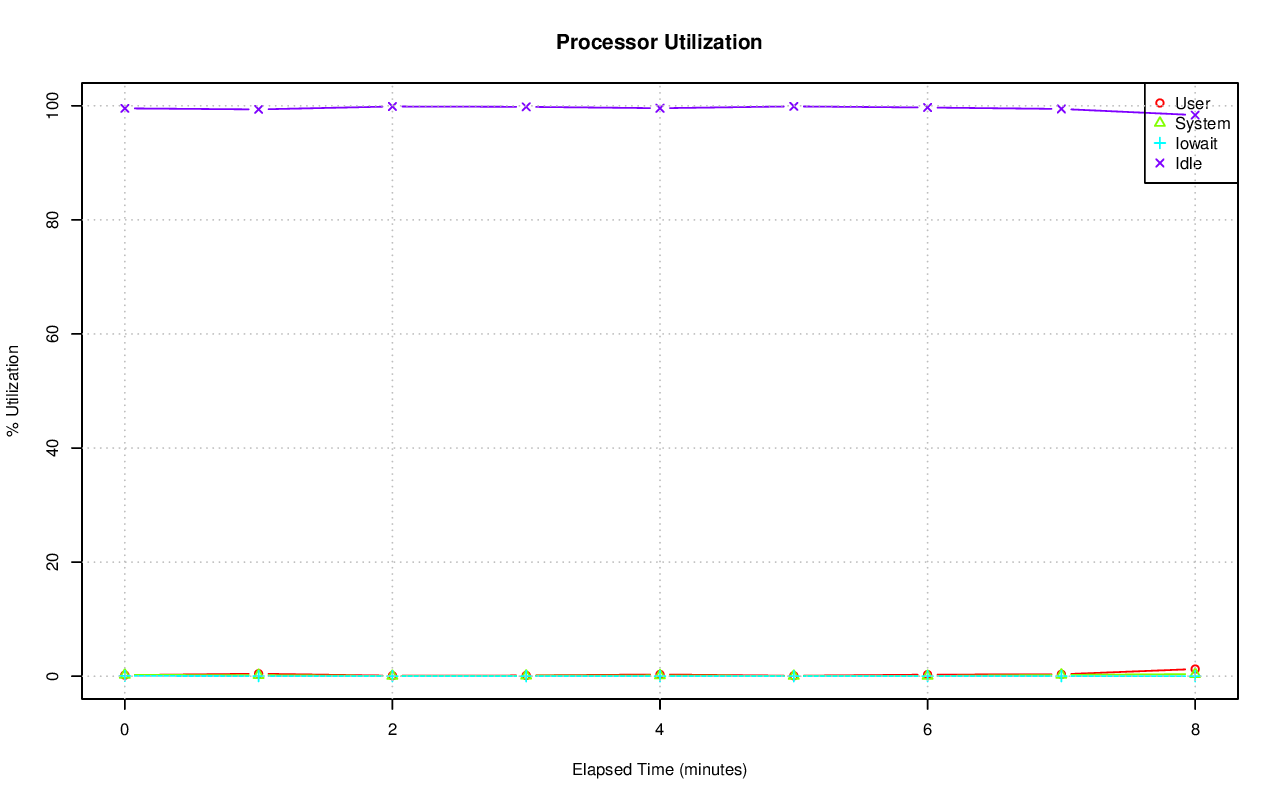 Processor Utilization
% Utilization
100
80
60
40
20
0
User
System
Iowait
Idle
0 2 4 6 8
Elapsed Time (minutes)